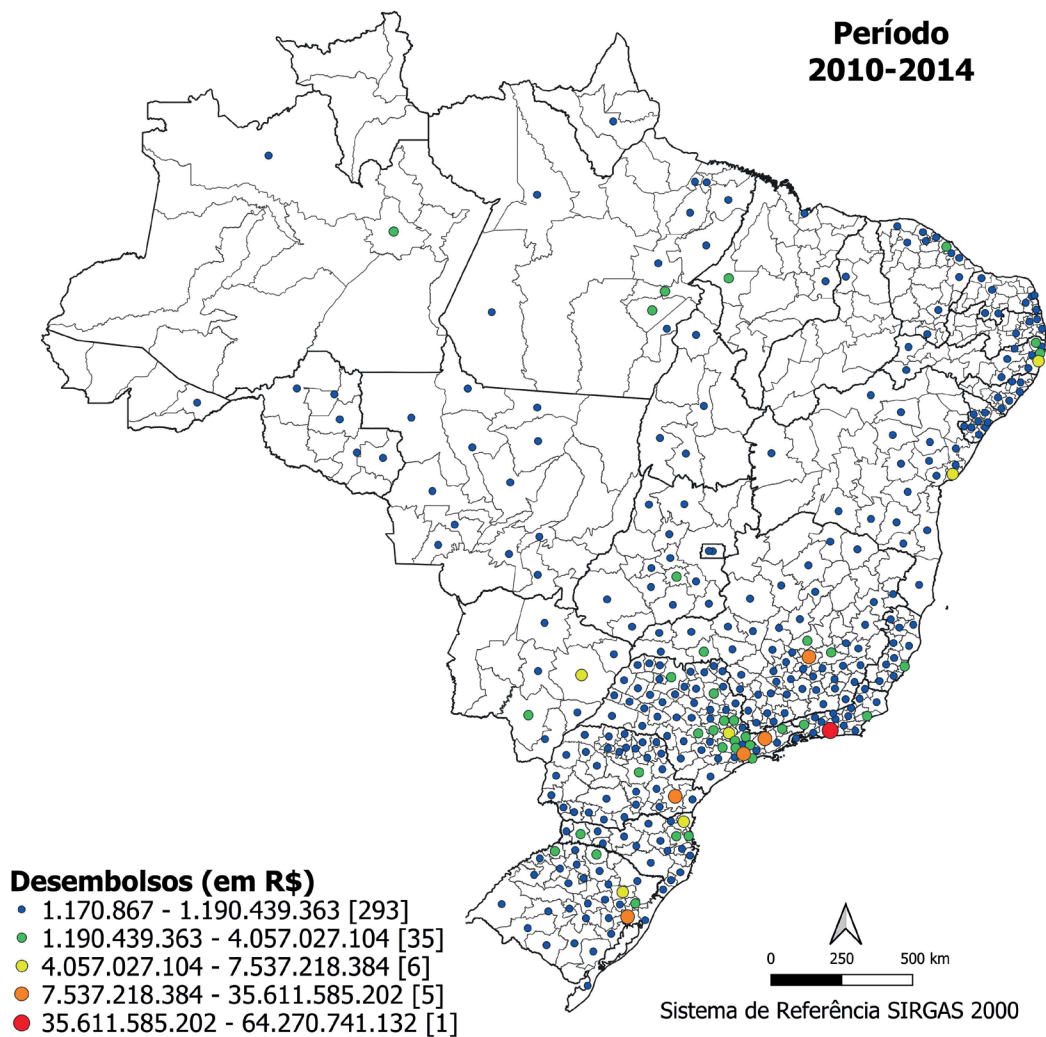 Período
2010-2014
Desembolsos (em R$)
1.170.867 - 1.190.439.363 [293]
1.190.439.363 - 4.057.027.104 [35]
4.057.027.104 - 7.537.218.384 [6]
7.537.218.384 - 35.611.585.202 [5]
35.611.585.202 - 64.270.741.132 [1]
0 250 500 km
Sistema de Referência SIRGAS 2000